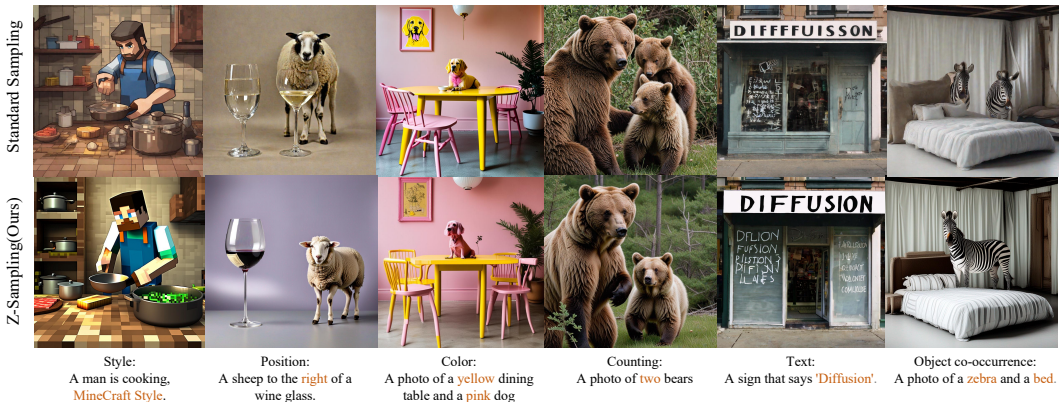 Standard Sampling
DIFFFFUISSON
Z-Sampling(Ours)
DIFFUSION
Style:
A man is cooking,
MineCraft Style.
Position:
A sheep to the right of a
wine glass.
Color:
A photo of a yellow dining
table and a pink dog
Counting:
A photo of two bears
Text:
A sign that says 'Diffusion'.
Object co-occurrence:
A photo of a zebra and a bed.